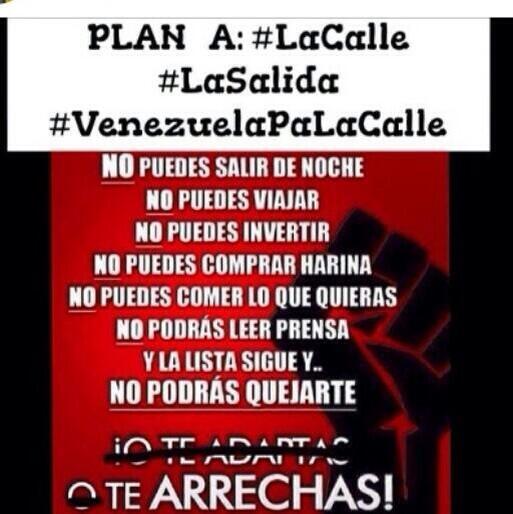 PLAN A: #LaCalle
#LaSalida
#VenezuelaPaLaCalle
NO PUEDES SALIR DE NOCHE
NO PUEDES VIAJAR
NO PUEDES INVERTIR
NO PUEDES COMPRAR HARINA
NO PUEDES COMER LO QUE QUIERAS
NO PODRÁS LEER PRENSA
Y LA LISTA SIGUE Y..
NO PODRÁS QUEJARTE
¡O TE ADAPTAS
O TE ARRECHAS!